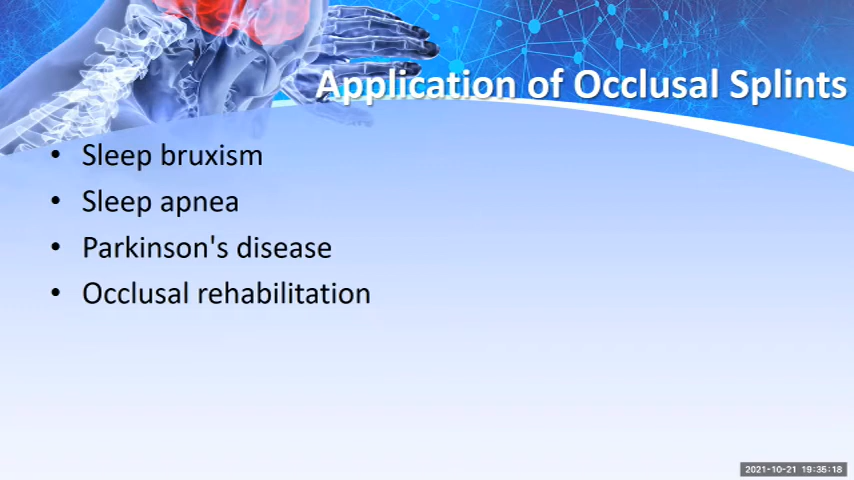 Application of Occlusal Splints
• Sleep bruxism
• Sleep apnea
• Parkinson's disease
• Occlusal rehabilitation
2021-10-21 19:35:18